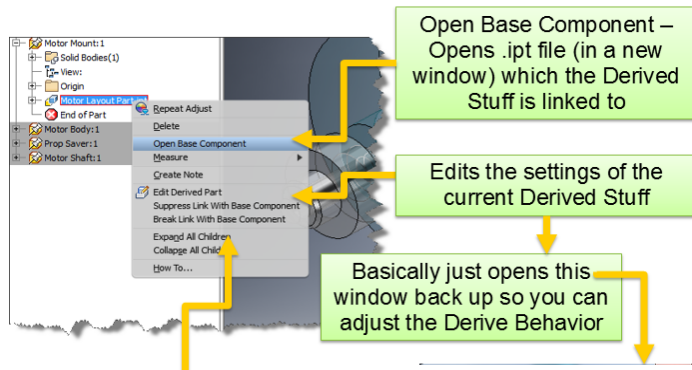 Motor Mount:1
Solid Bodies(1)
View:
Origin
Motor Layout Part
End of Part
Motor Body:1
Prop Saver:1
Motor Shaft:1
Repeat Adjust
Delete
Open Base Component
Measure
Create Note
Edit Derived Part
Suppress Link With Base Component
Break Link With Base Component
Expand All Children
Collapse All Child
How To...
Open Base Component –
Opens .ipt file (in a new
window) which the Derived
Stuff is linked to
Edits the settings of the
current Derived Stuff
Basically just opens this
window back up so you can
adjust the Derive Behavior